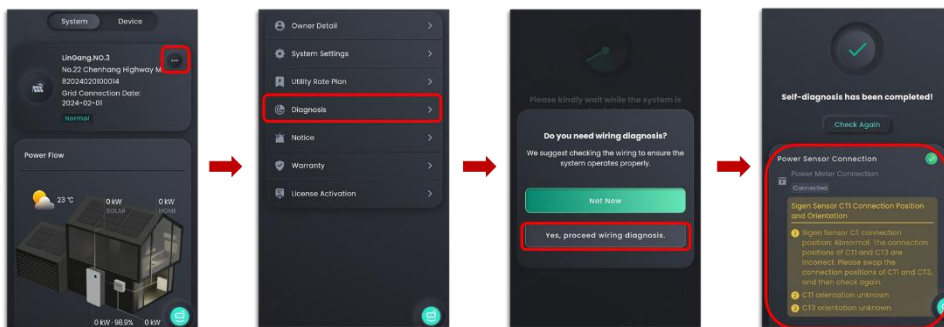 System Device
LinGang.NO.3
No.22 Chenhang Highway M
82024020100014
Grid Connection Date:
2024-02-01
Normal
Power Flow
23 °C
0 kW
SOLAR
0 kW
HOME
0 kW · 98.9%
0 kW
Owner Detail
System Settings
Utility Rate Plan
Diagnosis
Notice
Warranty
License Activation
Please kindly wait while the system is
Do you need wiring diagnosis?
We suggest checking the wiring to ensure the
system operates properly.
Not Now
Yes, proceed wiring diagnosis.
Self-diagnosis has been completed!
Check Again
Power Sensor Connection
Power Meter Connection
Connected
Sigen Sensor CT1 Connection Position
and Orientation
1 Sigen Sensor CT connection
position: Abnormal. The connection
positions of CT1 and CT3 are
incorrect. Please swap the
connection positions of CT1 and CT3,
and then check again.
2 CT1 orientation unknown
3 CT3 orientation unknown